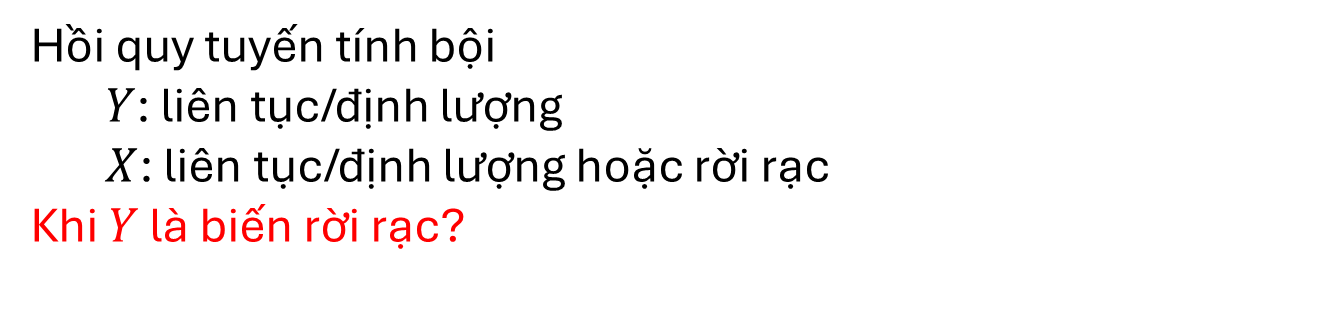 Hồi quy tuyến tính bội
Y: liên tục/định lượng
X: liên tục/định lượng hoặc rời rạc
Khi Y là biến rời rạc?